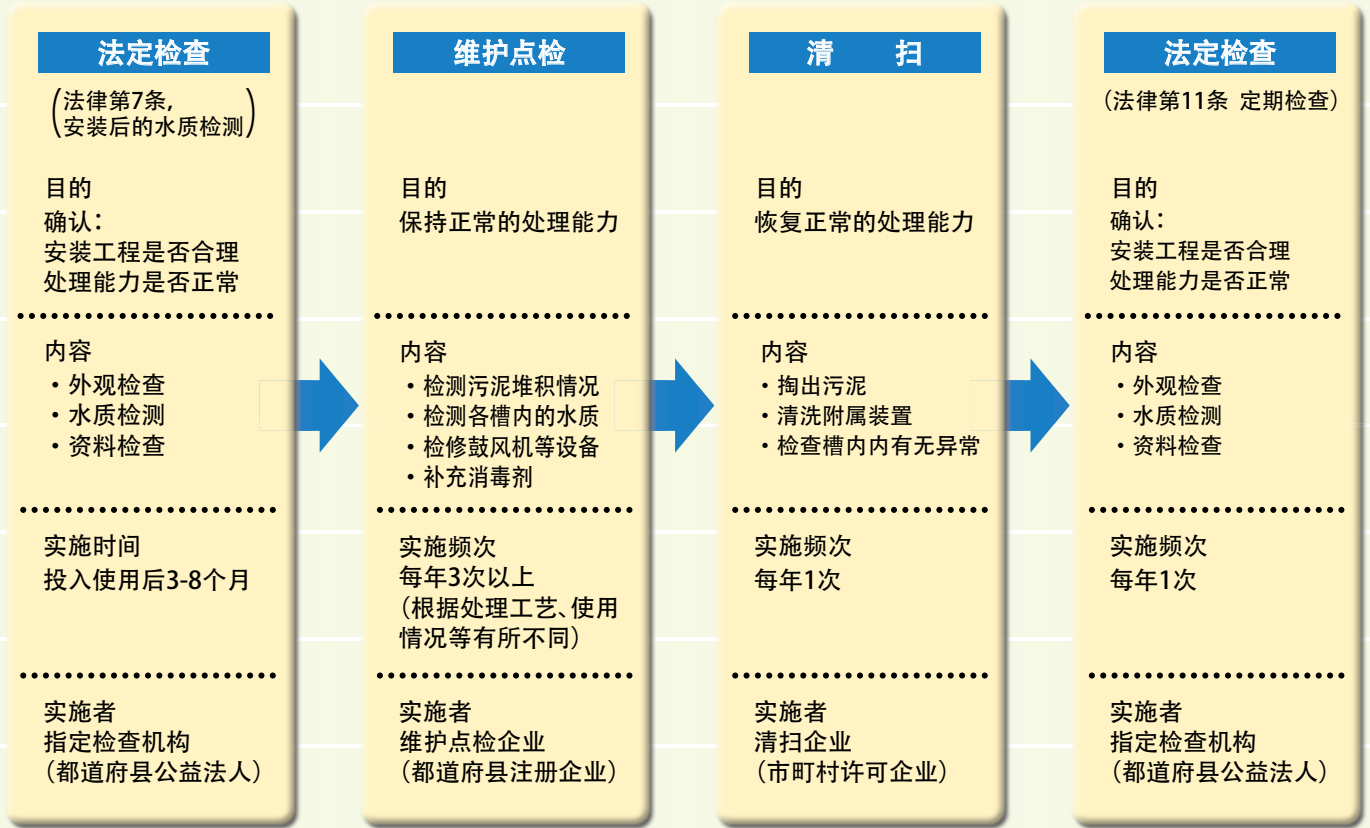 法定检查
(法律第7条,
安装后的水质检测)
目的
确认：
安装工程是否合理
处理能力是否正常
内容
・外观检查
・水质检测
・资料检查
实施时间
投入使用后3-8个月
实施者
指定检查机构
（都道府县公益法人）
维护点检
目的
保持正常的处理能力
内容
・检测污泥堆积情况
・检测各槽内的水质
・检修鼓风机等设备
・补充消毒剂
实施频次
每年3次以上
（根据处理工艺、使用
情况等有所不同）
实施者
维护点检企业
（都道府县注册企业）
清 扫
目的
恢复正常的处理能力
内容
・掏出污泥
・清洗附属装置
・检查槽内内有无异常
实施频次
每年1次
实施者
清扫企业
（市町村许可企业）
法定检查
（法律第11条 定期检查）
目的
确认：
安装工程是否合理
处理能力是否正常
内容
・外观检查
・水质检测
・资料检查
实施频次
每年1次
实施者
指定检查机构
（都道府县公益法人）